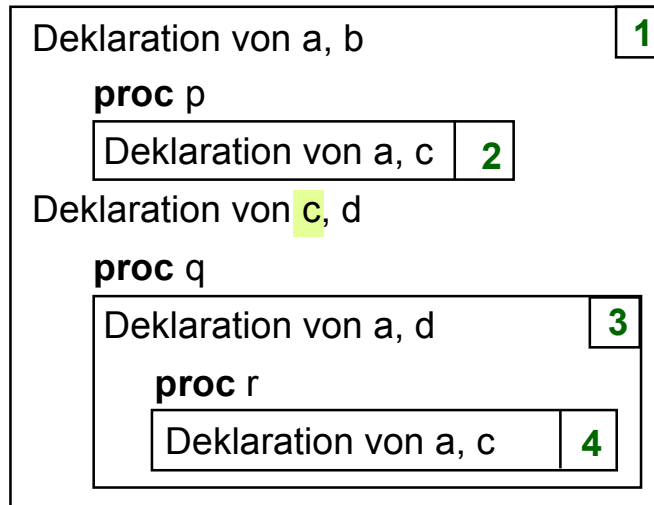 Deklaration von a, b 1
proc p
Deklaration von a, c 2
Deklaration von c, d
proc q
Deklaration von a, d 3
proc r
Deklaration von a, c 4